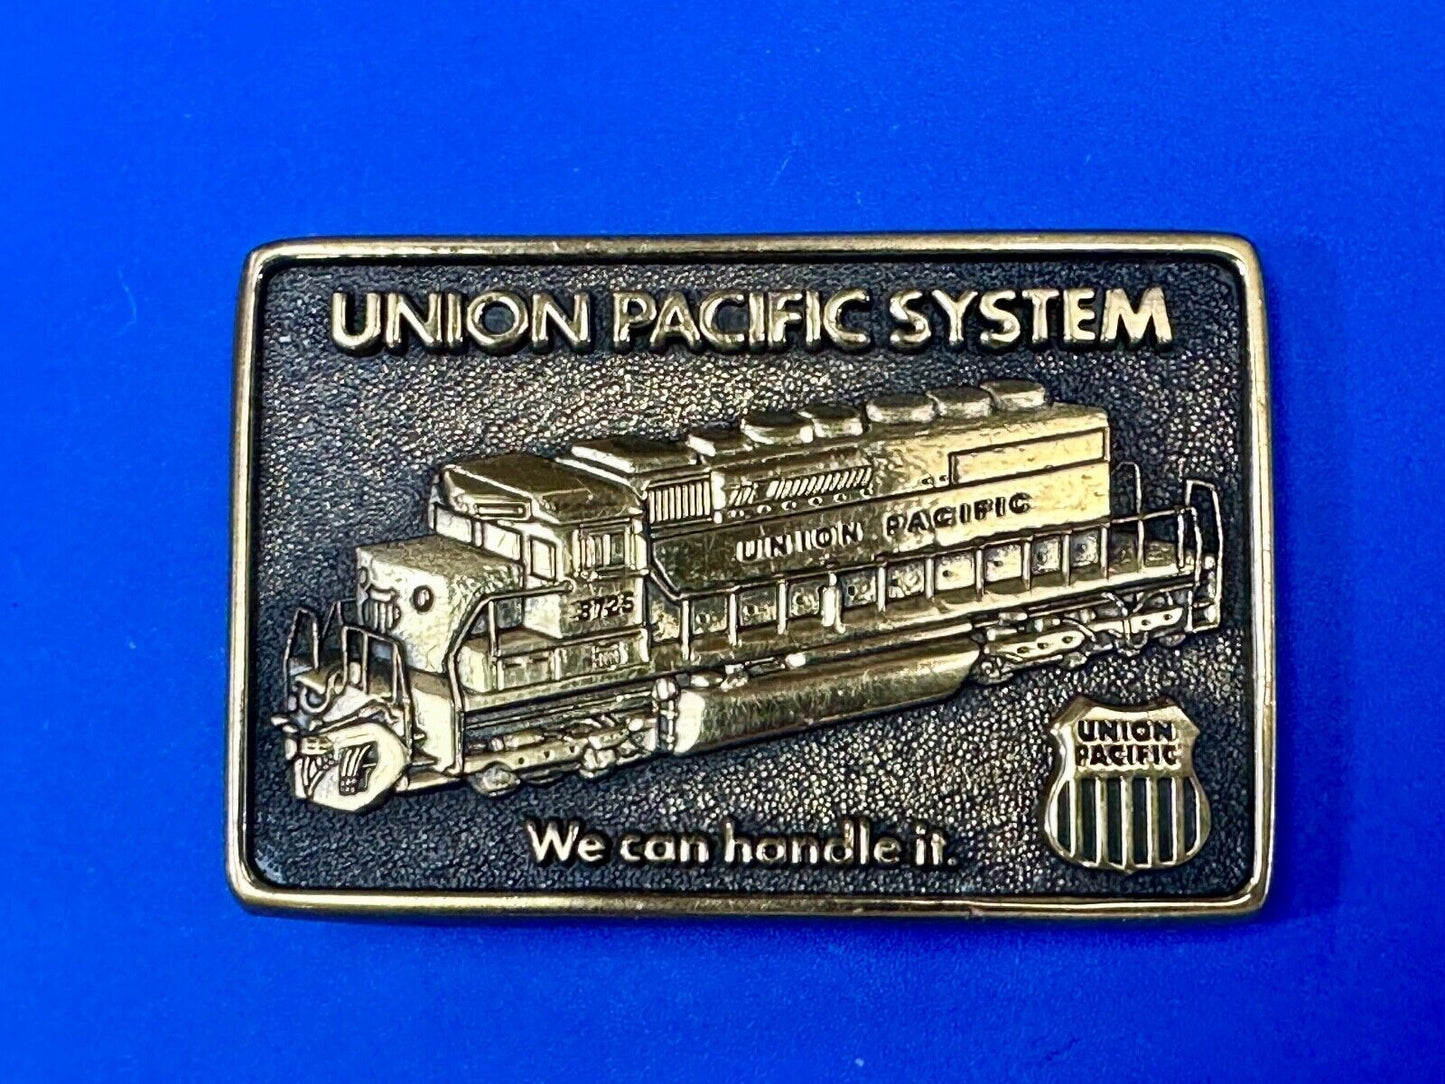 UNION PACIFIC SYSTEM
UNION PACIFIC
3725
UNION
PACIFIC
We can handle it.